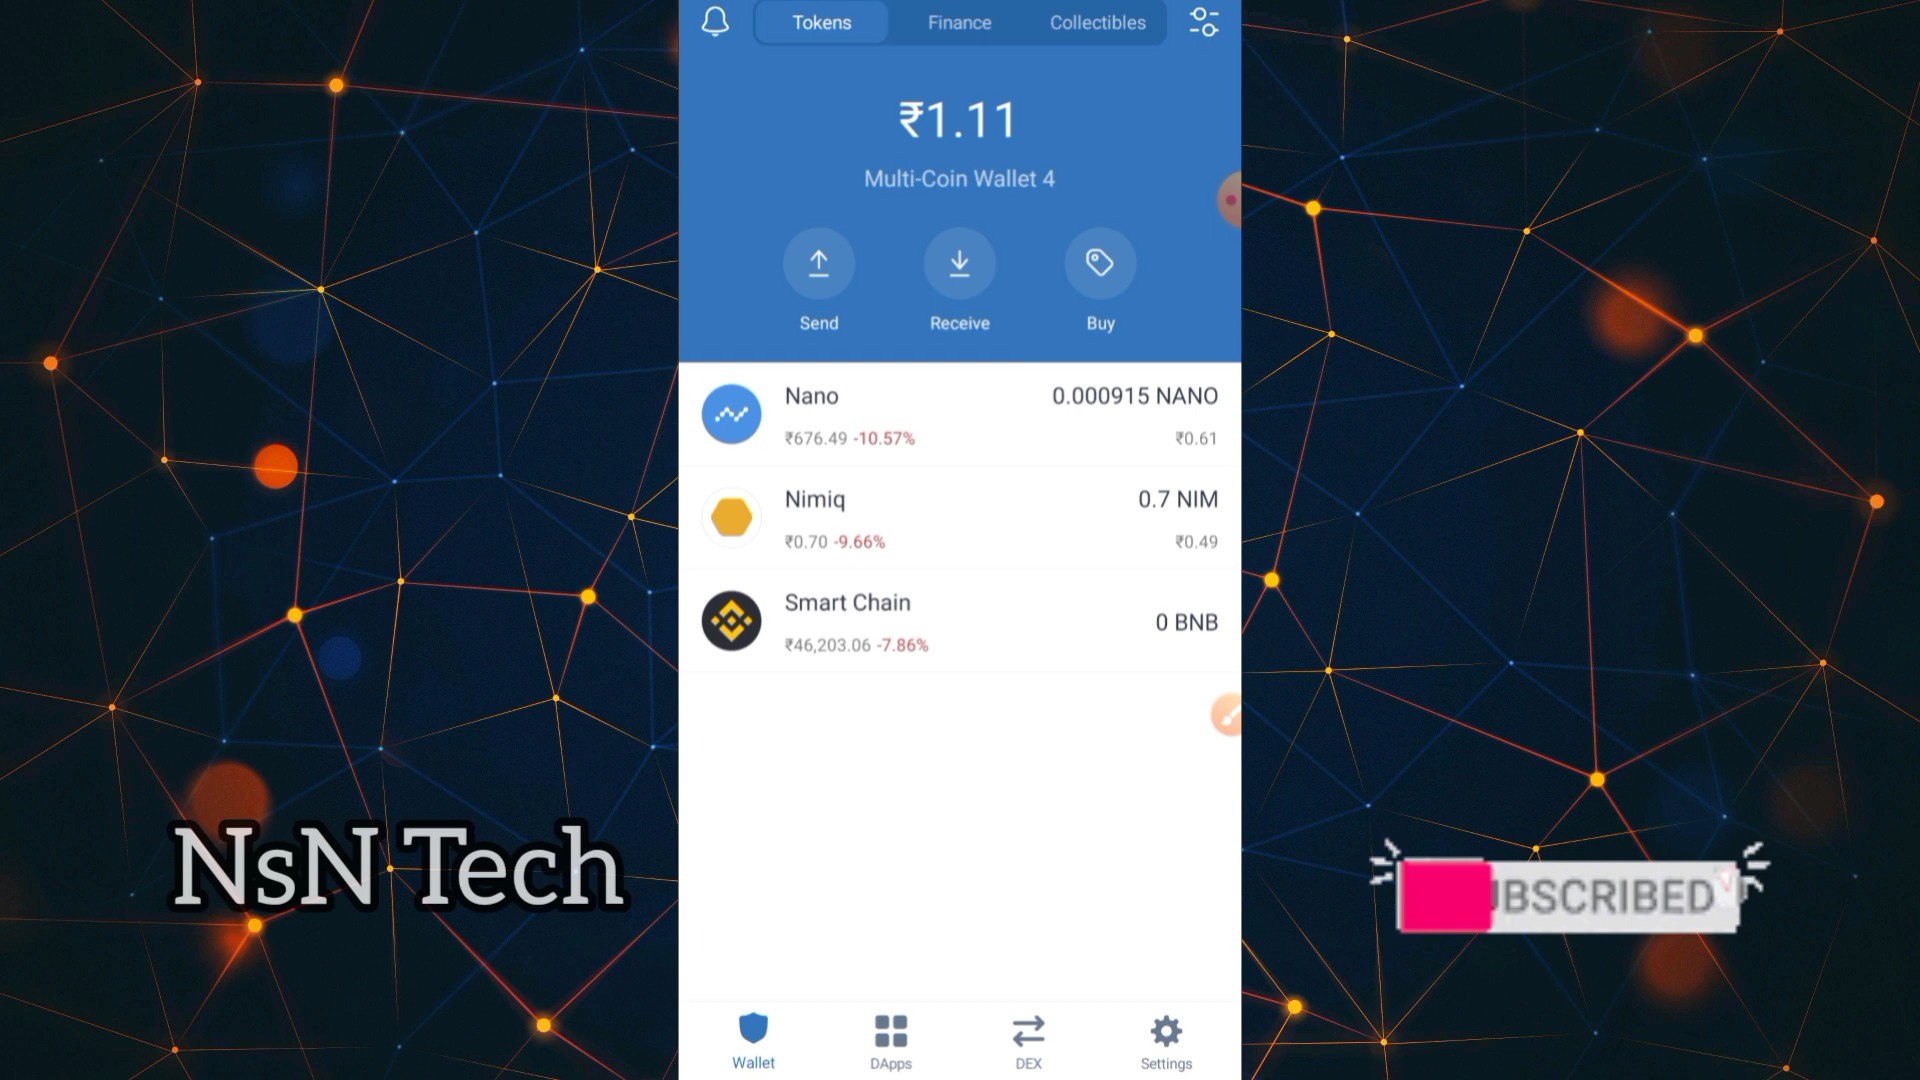 Tokens Finance Collectibles
₹1.11
Multi-Coin Wallet 4
Send Receive Buy
Nano 0.000915 NANO
₹676.49 -10.57% ₹0.61
Nimiq 0.7 NIM
₹0.70 -9.66% ₹0.49
Smart Chain 0 BNB
₹46,203.06 -7.86%
NsN Tech
UBSCRIBED
Wallet DApps DEX Settings